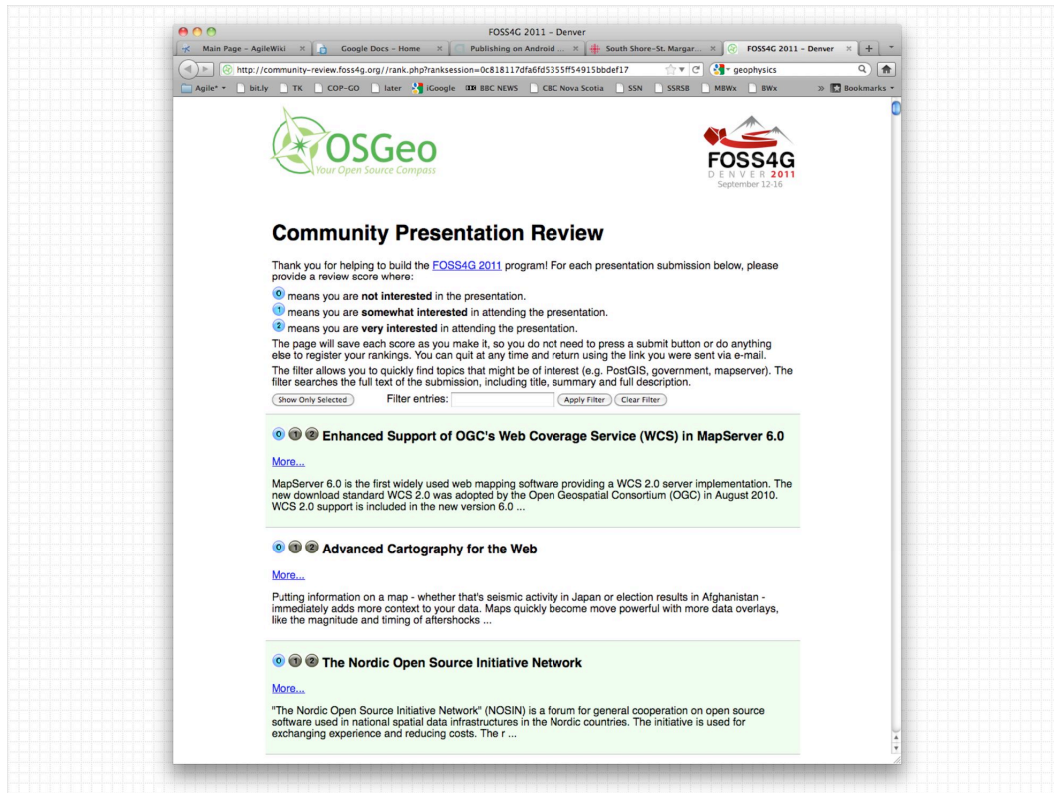 FOSS4G 2011 – Denver
Main Page – AgileWiki
Google Docs – Home
Publishing on Android ...
South Shore–St. Margar...
FOSS4G 2011 – Denver
http://community-review.foss4g.org//rank.php?ranksession=0c818117dfa6fd5355ff54915bbdef17
geophysics
Agile* bit.ly TK COP-GO later iGoogle BBC NEWS CBC Nova Scotia SSN SSRSB MBWx BWx » Bookmarks
OSGeo
Your Open Source Compass
FOSS4G
DENVER 2011
September 12-16
Community Presentation Review
Thank you for helping to build the FOSS4G 2011 program! For each presentation submission below, please
provide a review score where:
0 means you are not interested in the presentation.
1 means you are somewhat interested in attending the presentation.
2 means you are very interested in attending the presentation.
The page will save each score as you make it, so you do not need to press a submit button or do anything
else to register your rankings. You can quit at any time and return using the link you were sent via e-mail.
The filter allows you to quickly find topics that might be of interest (e.g. PostGIS, government, mapserver). The
filter searches the full text of the submission, including title, summary and full description.
Show Only Selected Filter entries: Apply Filter Clear Filter
0 1 2 Enhanced Support of OGC's Web Coverage Service (WCS) in MapServer 6.0
More...
MapServer 6.0 is the first widely used web mapping software providing a WCS 2.0 server implementation. The
new download standard WCS 2.0 was adopted by the Open Geospatial Consortium (OGC) in August 2010.
WCS 2.0 support is included in the new version 6.0 ...
0 1 2 Advanced Cartography for the Web
More...
Putting information on a map - whether that's seismic activity in Japan or election results in Afghanistan -
immediately adds more context to your data. Maps quickly become move powerful with more data overlays,
like the magnitude and timing of aftershocks ...
0 1 2 The Nordic Open Source Initiative Network
More...
"The Nordic Open Source Initiative Network" (NOSIN) is a forum for general cooperation on open source
software used in national spatial data infrastructures in the Nordic countries. The initiative is used for
exchanging experience and reducing costs. The r ...